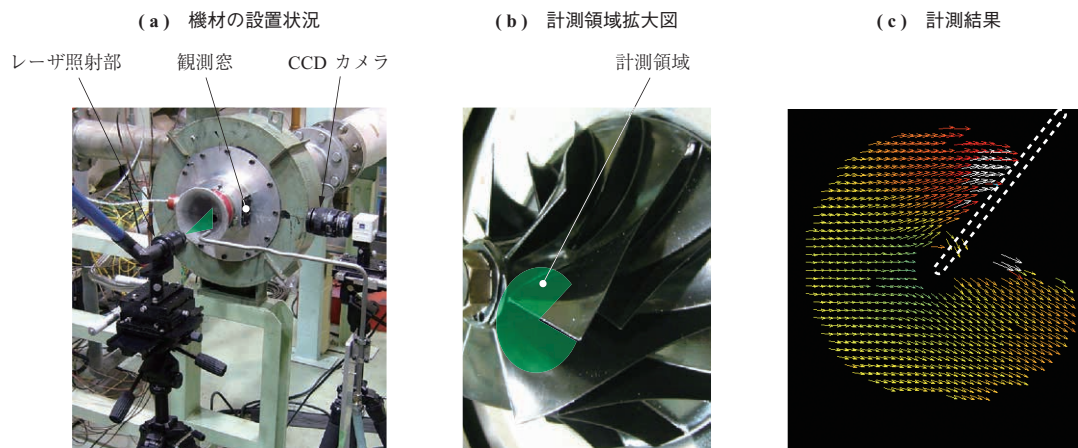 ( a ) 機材の設置状況
レーザ照射部 観測窓 CCD カメラ
( b ) 計測領域拡大図
計測領域
( c ) 計測結果